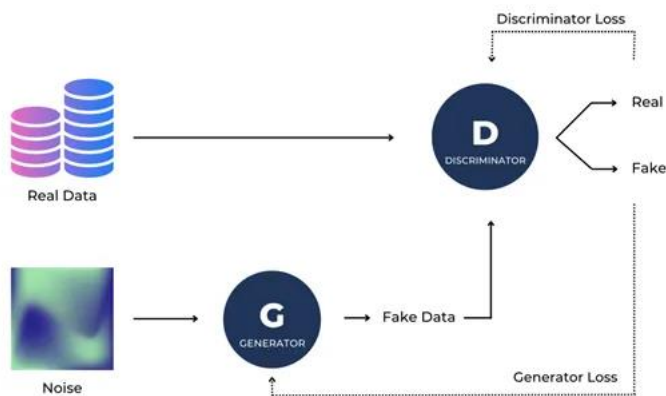 Discriminator Loss
Real
D
DISCRIMINATOR
Fake
Real Data
G
GENERATOR
Fake Data
Noise
Generator Loss